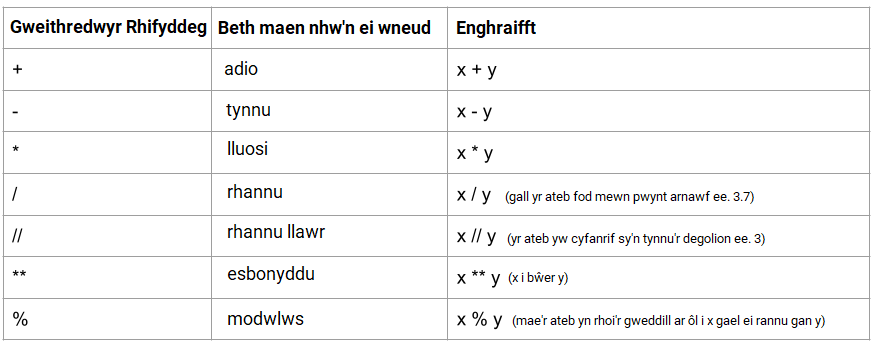 Gweithredwyr Rhifyddeg Beth maen nhw'n ei wneud Enghraifft
+ adio x + y
- tynnu x - y
* lluosi x * y
/ rhannu x / y (gall yr ateb fod mewn pwynt arnawf ee. 3.7)
// rhannu llawr x // y (yr ateb yw cyfanrif sy'n tynnu'r degolion ee. 3)
** esbonyddu x ** y (x i bŵer y)
% modwlws x % y (mae'r ateb yn rhoi'r gweddill ar ôl i x gael ei rannu gan y)